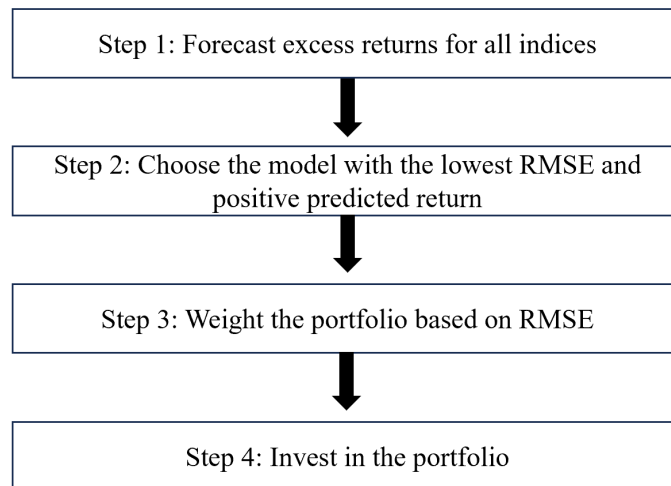 Step 1: Forecast excess returns for all indices
Step 2: Choose the model with the lowest RMSE and
positive predicted return
Step 3: Weight the portfolio based on RMSE
Step 4: Invest in the portfolio